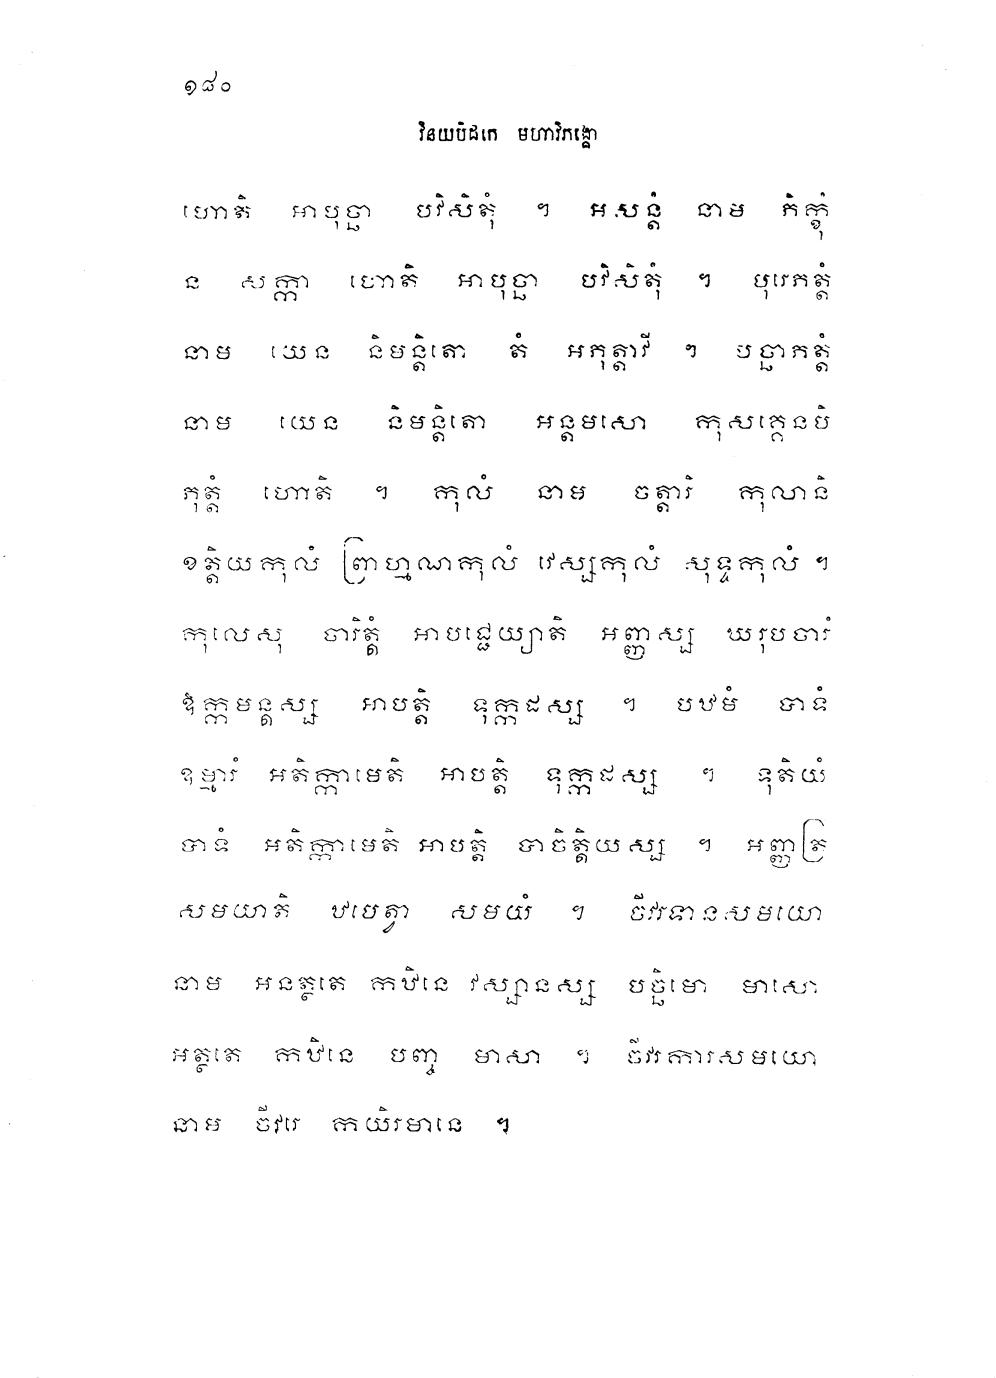 ១៨០
វិនយបិដកេ មហាវិភង្គោ
ហោតិ អាបុច្ឆា បវិសិតុំ ។ អសន្តំ នាម ភិក្ខុំ
ន សក្កា ហោតិ អាបុច្ឆា បវិសិតុំ ។ បុរេភត្តំ
នាម យេន និមន្តិតោ តំ អភុត្តាវី ។ បច្ឆាភត្តំ
នាម យេន និមន្តិតោ អន្តមសោ កុសគ្គេនបិ
ភុត្តំ ហោតិ ។ កុលំ នាម ចត្តារិ កុលានិ
ខត្តិយកុលំ ព្រាហ្មណកុលំ វេស្សកុលំ សុទ្ទកុលំ ។
កុលេសុ ចារិត្តំ អាបជ្ជេយ្យាតិ អញ្ញស្ស ឃរុបចារំ
ឱក្កមន្តស្ស អាបត្តិ ទុក្កដស្ស ។ បឋមំ បាទំ
ឧម្មារំ អតិក្កាមេតិ អាបត្តិ ទុក្កដស្ស ។ ទុតិយំ
បាទំ អតិក្កាមេតិ អាបត្តិ បាចិត្តិយស្ស ។ អញ្ញត្រ
សមយាតិ ឋបេត្វា សមយំ ។ ចីវរទានសមយោ
នាម អនត្ថតេ កឋិនេ វស្សានស្ស បច្ឆិមោ មាសោ
អត្ថតេ កឋិនេ បញ្ច មាសា ។ ចីវរការសមយោ
នាម ចីវរេ កយិរមានេ ។